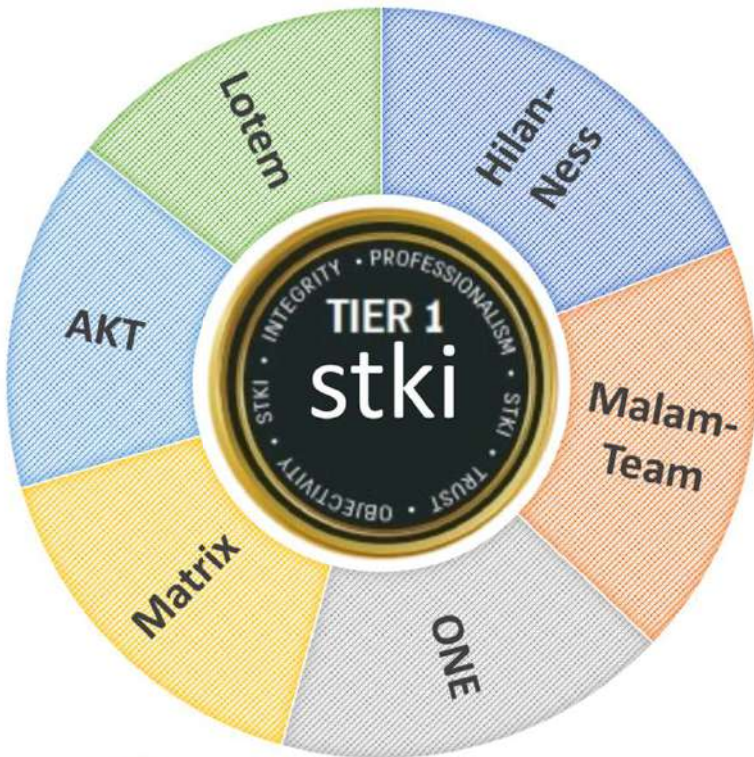 Hilan-
Ness
Malam-
Team
ONE
Matrix
AKT
Lotem
TIER 1
stki
STKI • INTEGRITY • PROFESSIONALISM • STKI • TRUST • OBJECTIVITY •